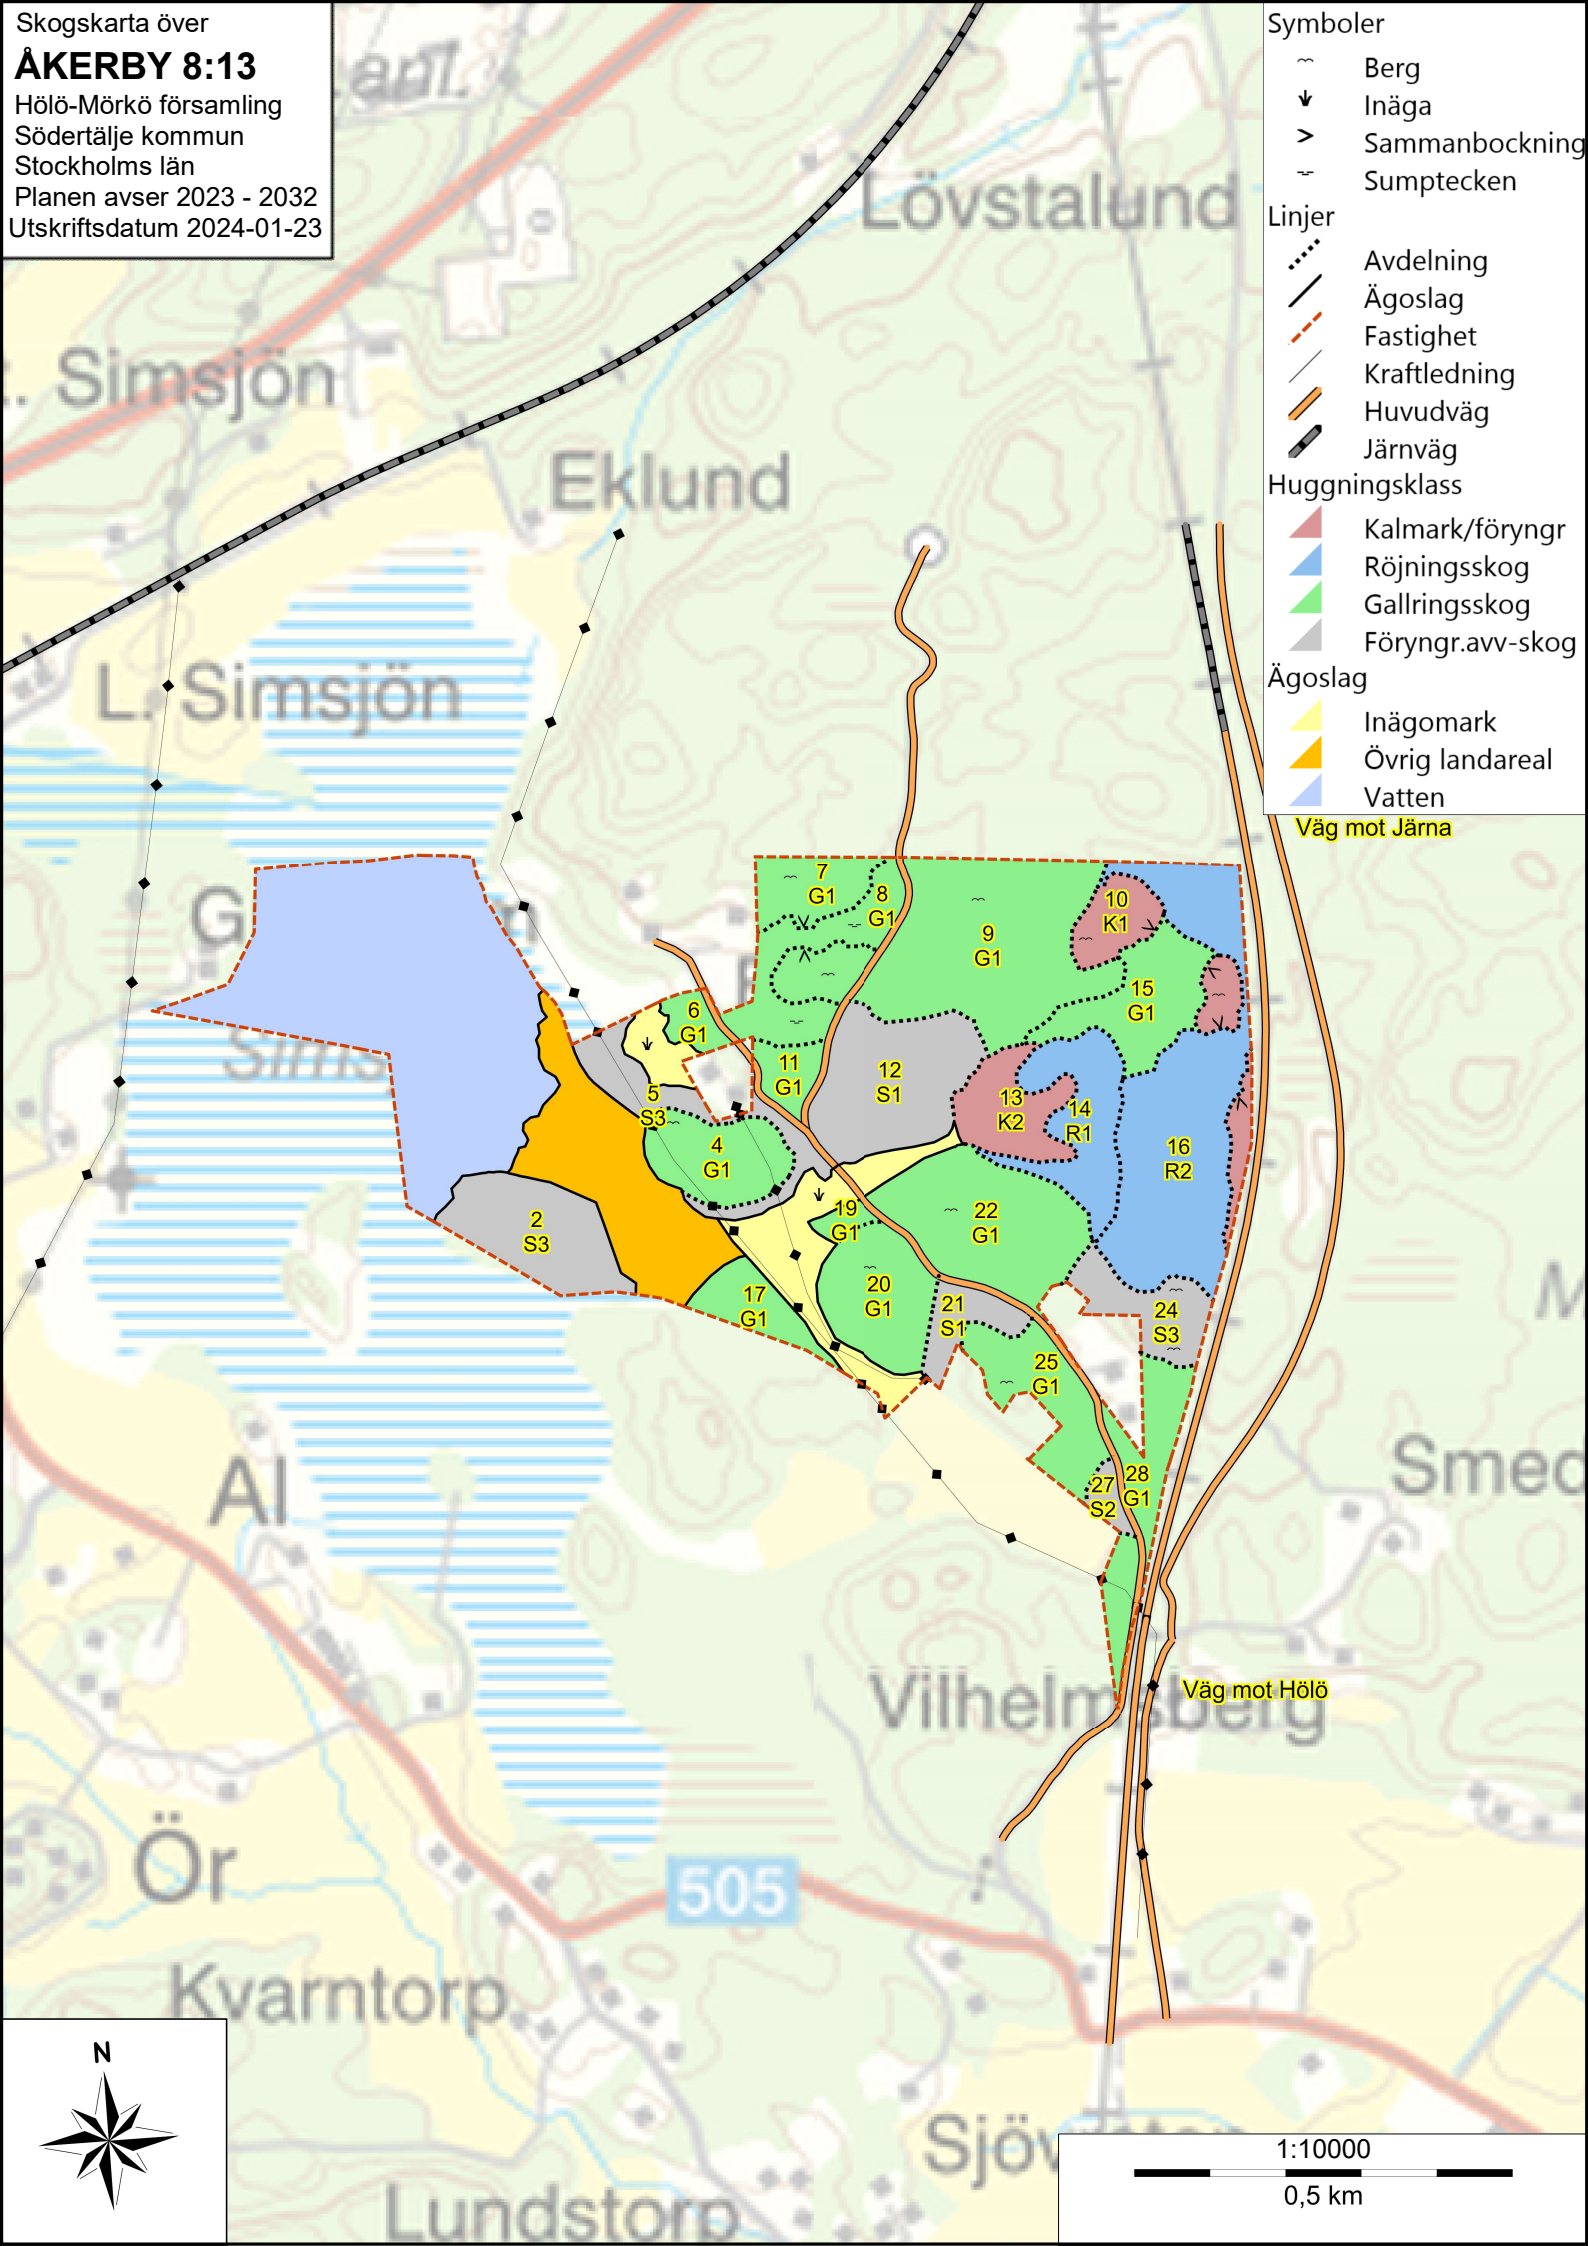 Skogskarta över
ÅKERBY 8:13
Hölö-Mörkö församling
Södertälje kommun
Stockholms län
Planen avser 2023 - 2032
Utskriftsdatum 2024-01-23
Symboler
Berg
Inäga
Sammanbockning
Sumptecken
Linjer
Avdelning
Ägoslag
Fastighet
Kraftledning
Huvudväg
Järnväg
Huggningsklass
Kalmark/föryngr
Röjningsskog
Gallringsskog
Föryngr.avv-skog
Ägoslag
Inägomark
Övrig landareal
Vatten
Lövstalund
. Simsjön
Eklund
L. Simsjön
Väg mot Järna
7
G1
8
G1
9
G1
10
K1
15
G1
6
G1
11
G1
12
S1
5
S3
4
G1
13
K2
14
R1
16
R2
2
S3
19
G1
22
G1
17
G1
20
G1
21
S1
24
S3
25
G1
27
S2
28
G1
Al
Smed
Vilhelmsberg
Väg mot Hölö
Ör
505
Kvarntorp
N
Sjöv
Lundstorp
1:10000
0,5 km